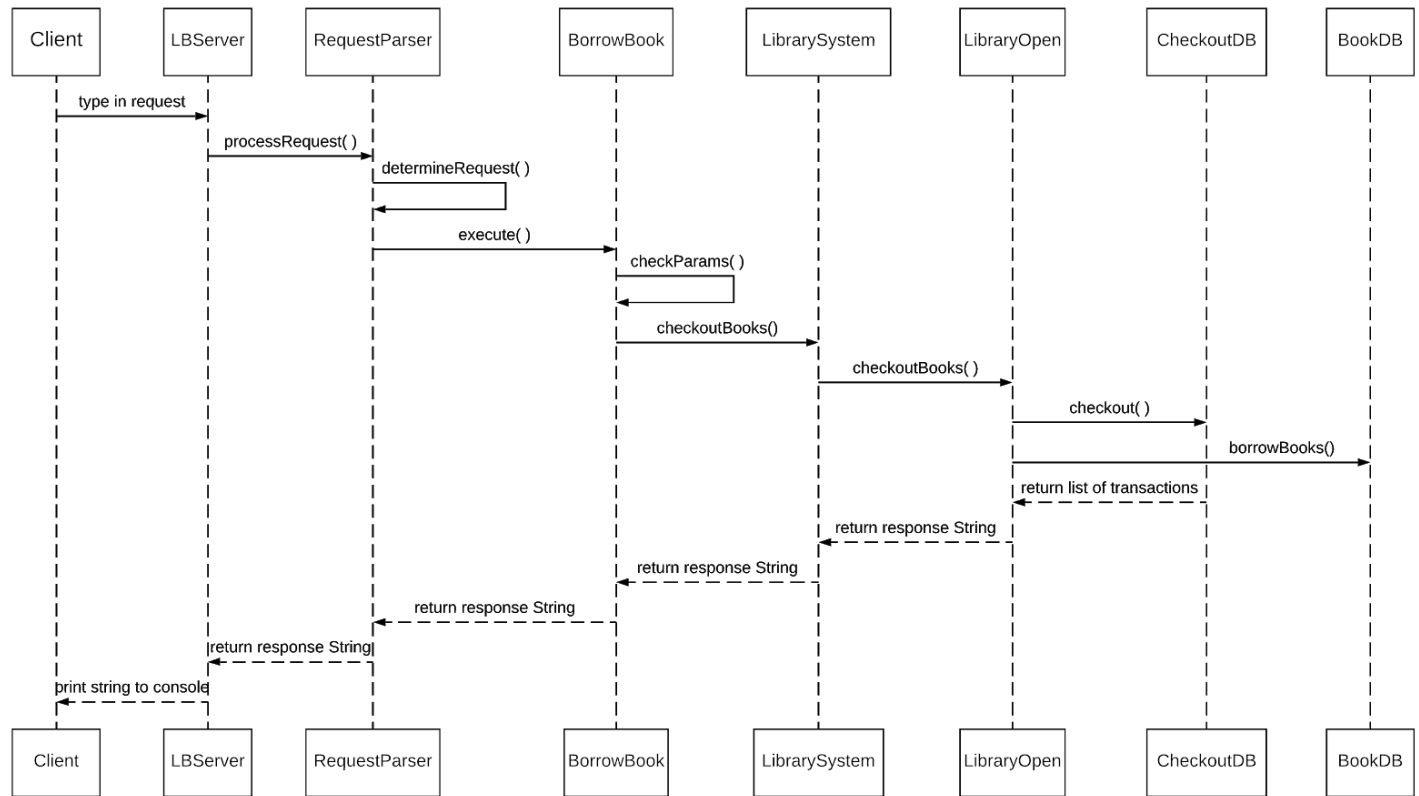 Client
LBServer
RequestParser
BorrowBook
LibrarySystem
LibraryOpen
CheckoutDB
BookDB
type in request
processRequest( )
determineRequest( )
execute( )
checkParams( )
checkoutBooks()
checkoutBooks( )
checkout( )
borrowBooks()
return list of transactions
return response String
return response String
return response String
return response String
print string to console
Client
LBServer
RequestParser
BorrowBook
LibrarySystem
LibraryOpen
CheckoutDB
BookDB